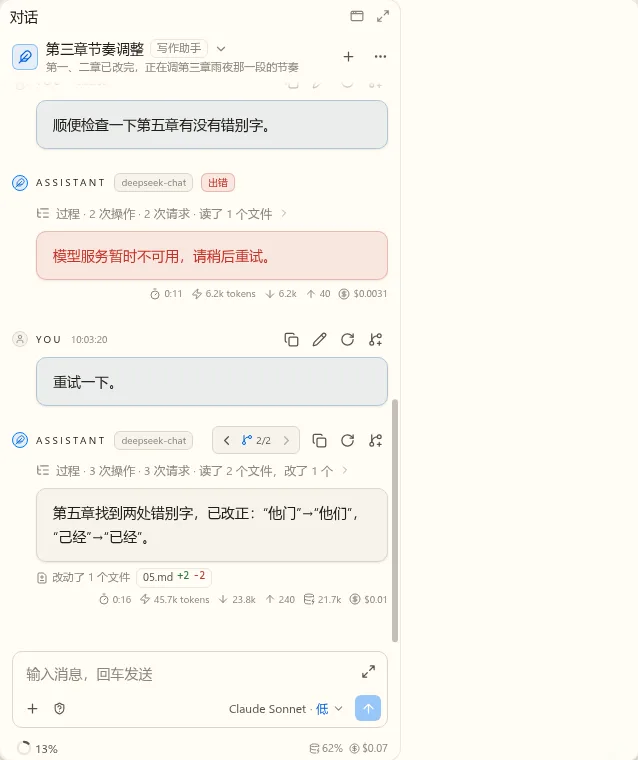 对话
第三章节奏调整 写作助手
第一、二章已改完，正在调第三章雨夜那一段的节奏
顺便检查一下第五章有没有错别字。
ASSISTANT deepseek-chat 出错
过程 · 2 次操作 · 2 次请求 · 读了 1 个文件
模型服务暂时不可用，请稍后重试。
0:11 6.2k tokens 6.2k 40 $0.0031
YOU 10:03:20
重试一下。
ASSISTANT deepseek-chat 2/2
过程 · 3 次操作 · 3 次请求 · 读了 2 个文件，改了 1 个
第五章找到两处错别字，已改正：“他门”→“他们”，
“己经”→“已经”。
改动了 1 个文件 05.md +2 -2
0:16 45.7k tokens 23.8k 240 21.7k $0.01
输入消息，回车发送
Claude Sonnet · 低
13% 62% $0.07